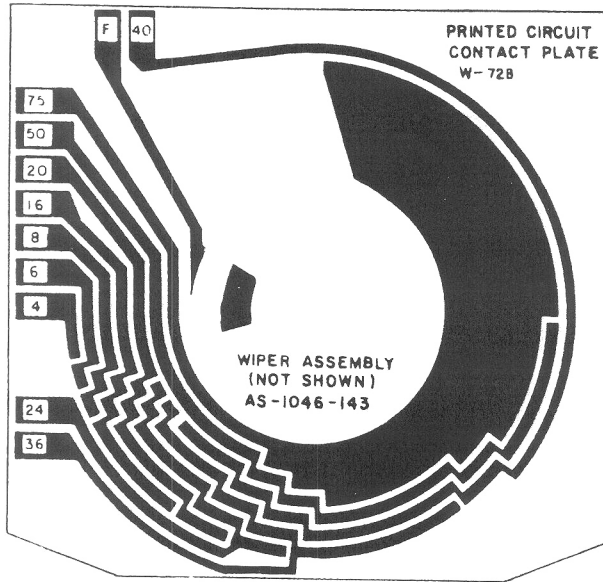 F 40
PRINTED CIRCUIT
CONTACT PLATE
W-72B
75
50
20
16
8
6
4
WIPER ASSEMBLY
(NOT SHOWN)
AS-1046-143
24
36